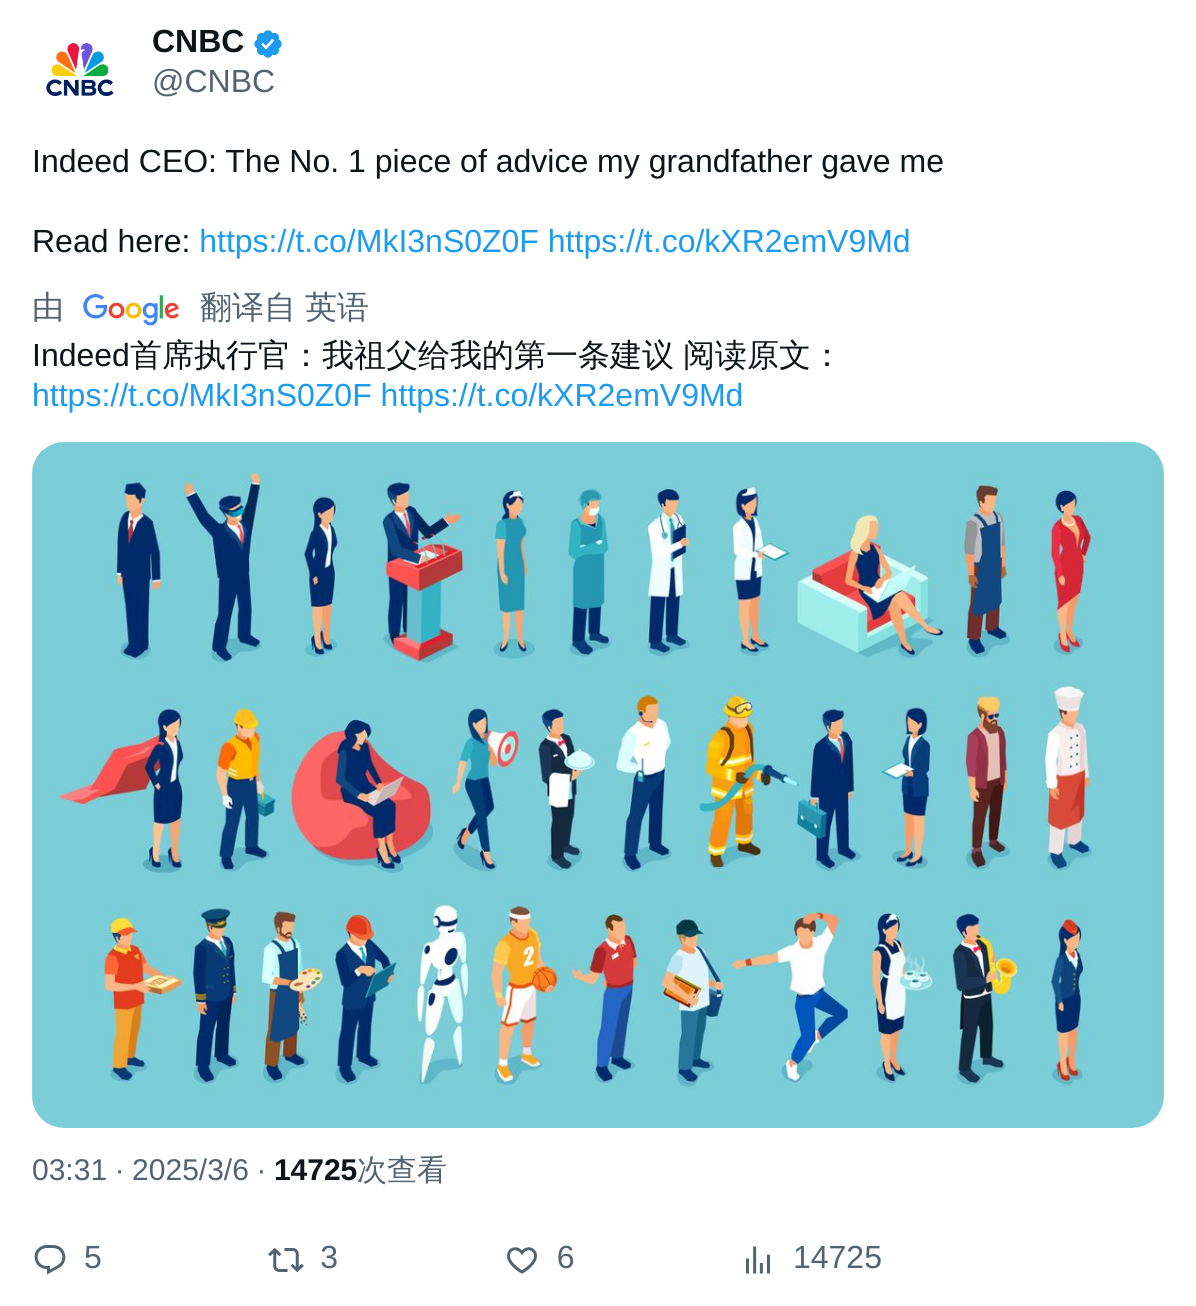 CNBC
@CNBC
CNBC
Indeed CEO: The No. 1 piece of advice my grandfather gave me
Read here: https://t.co/MkI3nS0Z0F https://t.co/kXR2emV9Md
由 Google 翻译自 英语
Indeed首席执行官：我祖父给我的第一条建议 阅读原文：
https://t.co/MkI3nS0Z0F https://t.co/kXR2emV9Md
2
03:31 · 2025/3/6 · 14725次查看
5 3 6 14725